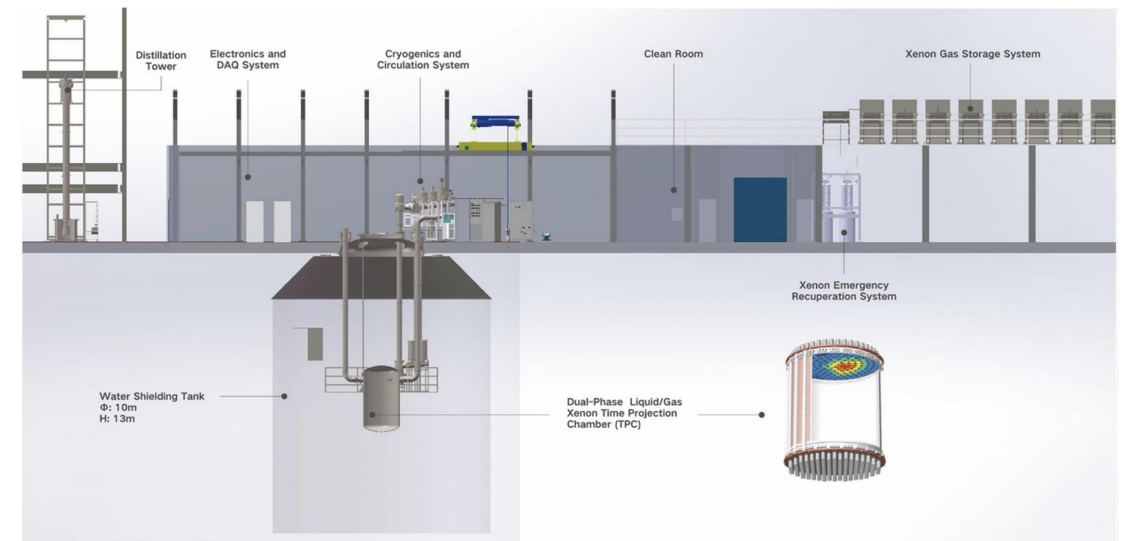 Distillation
Tower
Electronics and
DAQ System
Cryogenics and
Circulation System
Clean Room
Xenon Gas Storage System
Xenon Emergency
Recuperation System
Water Shielding Tank
Φ: 10m
H: 13m
Dual-Phase Liquid/Gas
Xenon Time Projection
Chamber (TPC)